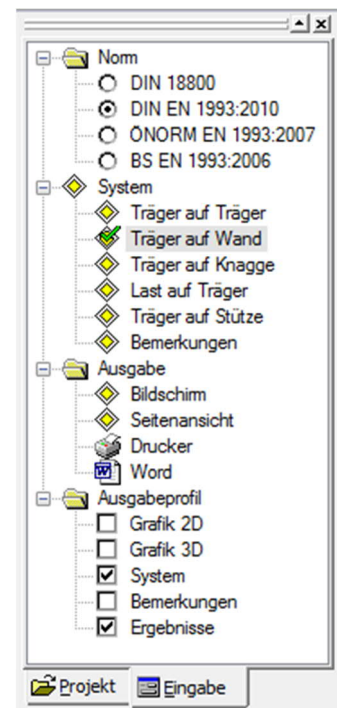 Norm
DIN 18800
DIN EN 1993:2010
ÖNORM EN 1993:2007
BS EN 1993:2006
System
Träger auf Träger
Träger auf Wand
Träger auf Knagge
Last auf Träger
Träger auf Stütze
Bemerkungen
Ausgabe
Bildschirm
Seitenansicht
Drucker
Word
Ausgabeprofil
Grafik 2D
Grafik 3D
System
Bemerkungen
Ergebnisse
Projekt Eingabe